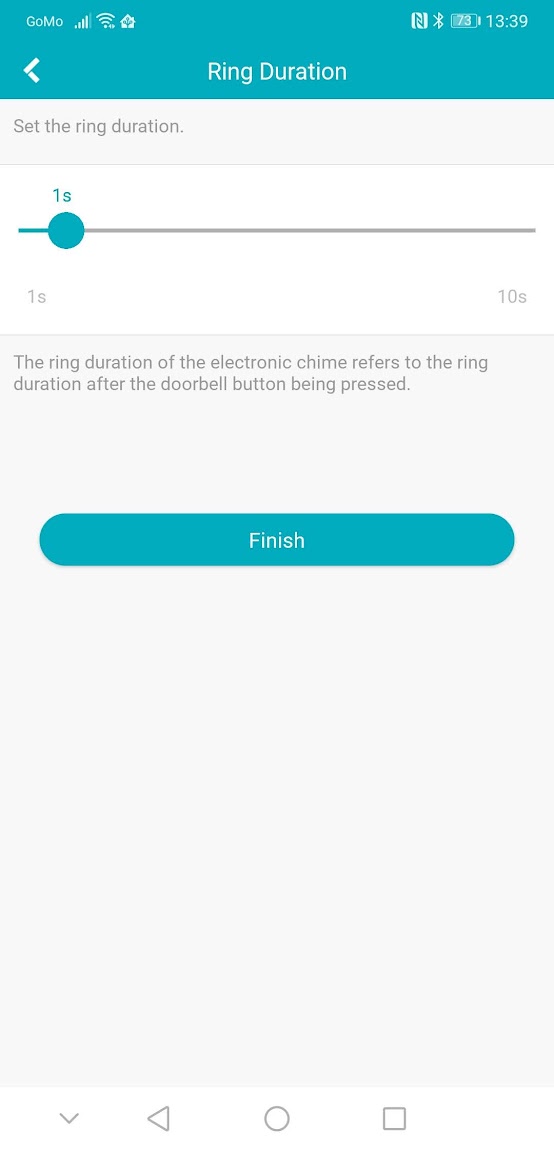 GoMo 73 13:39
Ring Duration
Set the ring duration.
1s
1s 10s
The ring duration of the electronic chime refers to the ring
duration after the doorbell button being pressed.
Finish